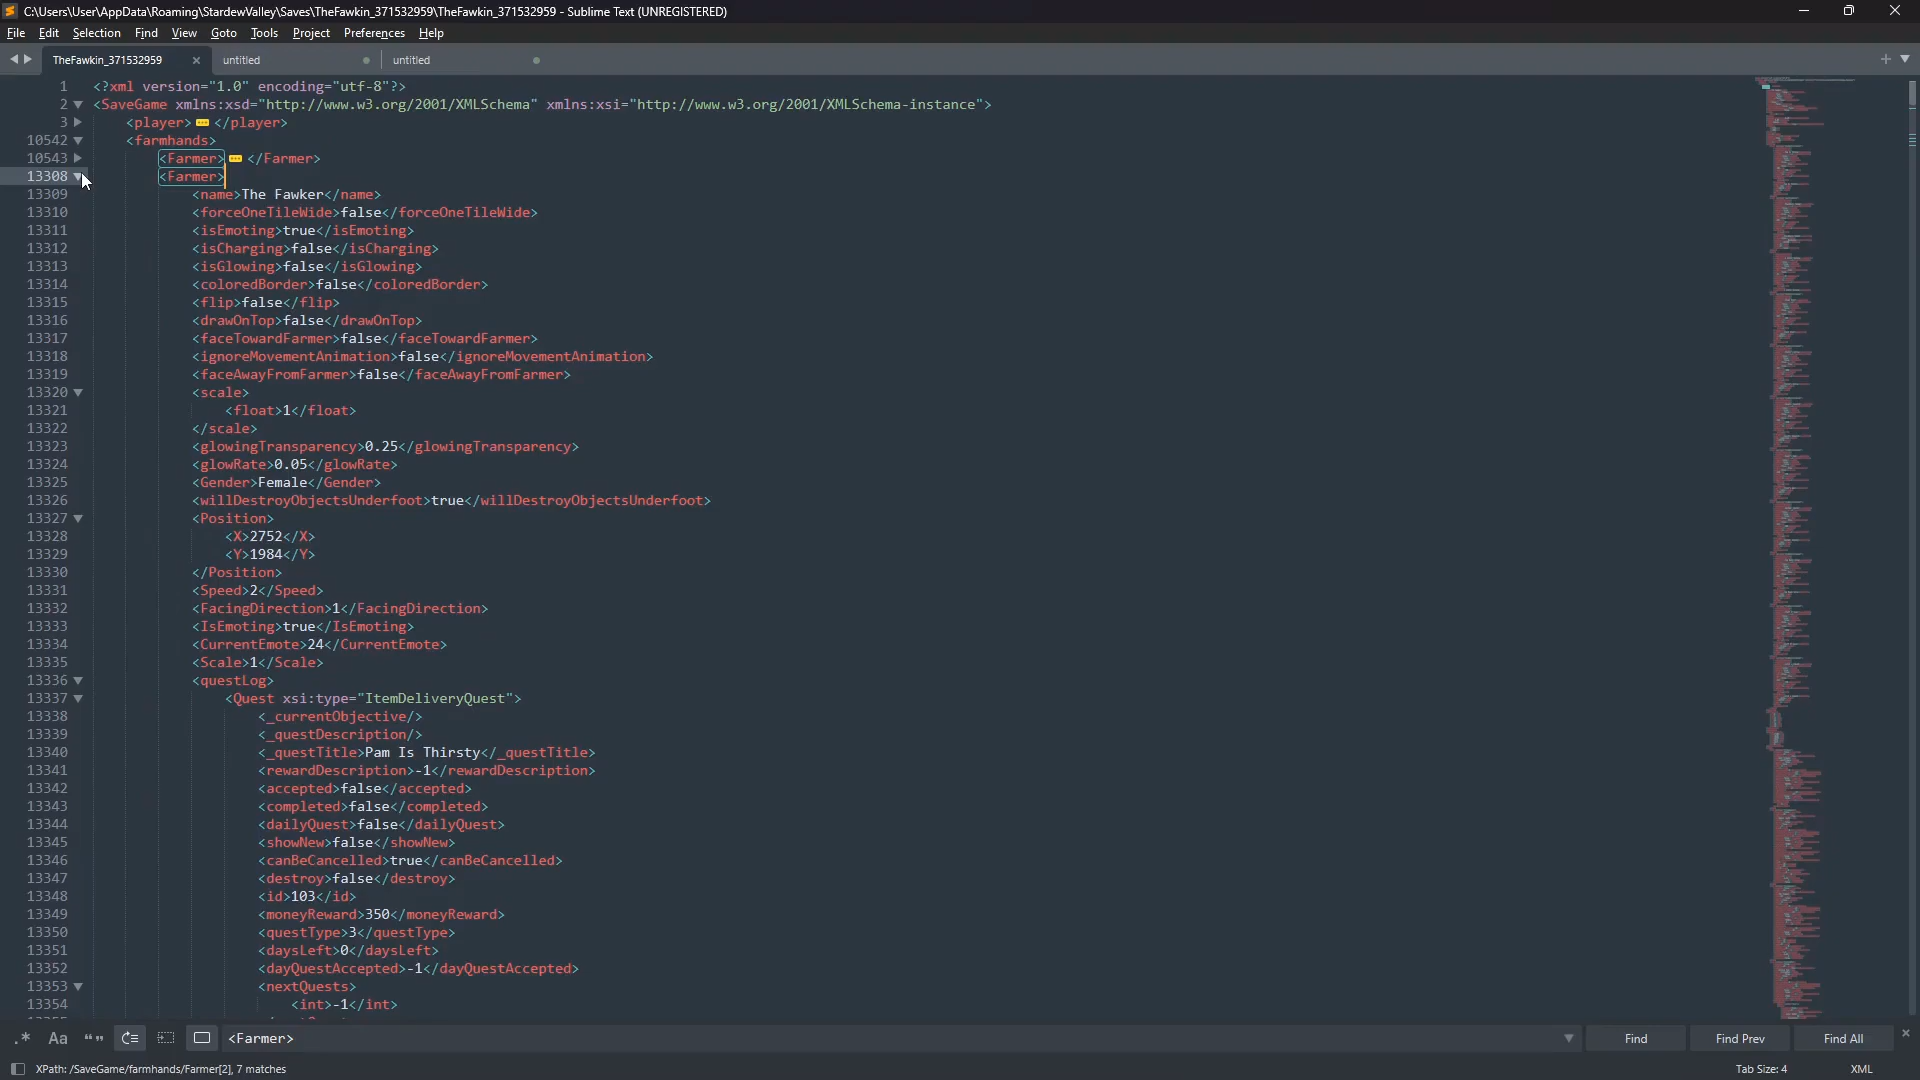 C:\Users\User\AppData\Roaming\StardewValley\Saves\TheFawkin_371532959\TheFawkin_371532959 - Sublime Text (UNREGISTERED)
File Edit Selection Find View Goto Tools Project Preferences Help
TheFawkin_371532959 × untitled untitled
1 <?xml version="1.0" encoding="utf-8"?>
2 <SaveGame xmlns:xsd="http://www.w3.org/2001/XMLSchema" xmlns:xsi="http://www.w3.org/2001/XMLSchema-instance">
3 <player> ··· </player>
10542 <farmhands>
10543 <Farmer> ··· </Farmer>
13308 <Farmer>
13309 <name>The Fawker</name>
13310 <forceOneTileWide>false</forceOneTileWide>
13311 <isEmoting>true</isEmoting>
13312 <isCharging>false</isCharging>
13313 <isGlowing>false</isGlowing>
13314 <coloredBorder>false</coloredBorder>
13315 <flip>false</flip>
13316 <drawOnTop>false</drawOnTop>
13317 <faceTowardFarmer>false</faceTowardFarmer>
13318 <ignoreMovementAnimation>false</ignoreMovementAnimation>
13319 <faceAwayFromFarmer>false</faceAwayFromFarmer>
13320 <scale>
13321 <float>1</float>
13322 </scale>
13323 <glowingTransparency>0.25</glowingTransparency>
13324 <glowRate>0.05</glowRate>
13325 <Gender>Female</Gender>
13326 <willDestroyObjectsUnderfoot>true</willDestroyObjectsUnderfoot>
13327 <Position>
13328 <X>2752</X>
13329 <Y>1984</Y>
13330 </Position>
13331 <Speed>2</Speed>
13332 <FacingDirection>1</FacingDirection>
13333 <IsEmoting>true</IsEmoting>
13334 <CurrentEmote>24</CurrentEmote>
13335 <Scale>1</Scale>
13336 <questLog>
13337 <Quest xsi:type="ItemDeliveryQuest">
13338 <_currentObjective/>
13339 <_questDescription/>
13340 <_questTitle>Pam Is Thirsty</_questTitle>
13341 <rewardDescription>-1</rewardDescription>
13342 <accepted>false</accepted>
13343 <completed>false</completed>
13344 <dailyQuest>false</dailyQuest>
13345 <showNew>false</showNew>
13346 <canBeCancelled>true</canBeCancelled>
13347 <destroy>false</destroy>
13348 <id>103</id>
13349 <moneyReward>350</moneyReward>
13350 <questType>3</questType>
13351 <daysLeft>0</daysLeft>
13352 <dayQuestAccepted>-1</dayQuestAccepted>
13353 <nextQuests>
13354 <int>-1</int>
.* Aa “” <Farmer> Find Find Prev Find All ×
XPath: /SaveGame/farmhands/Farmer[2], 7 matches Tab Size: 4 XML